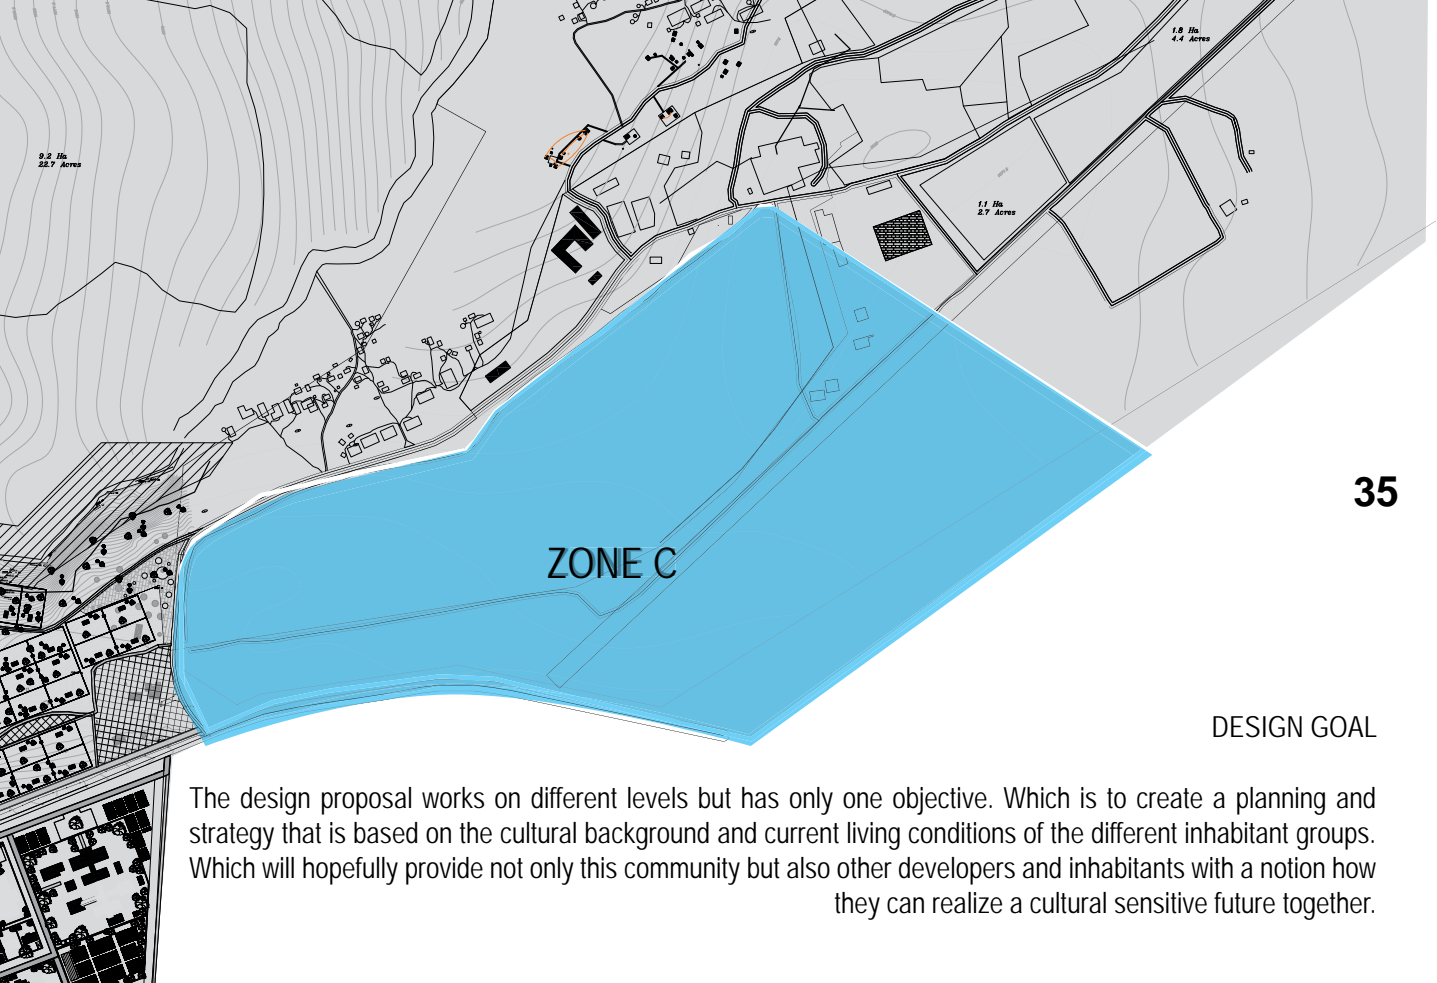 1.8 Ha
4.4 Acres
9.2 Ha
22.7 Acres
1.1 Ha
2.7 Acres
35
ZONE C
DESIGN GOAL
The design proposal works on different levels but has only one objective. Which is to create a planning and
strategy that is based on the cultural background and current living conditions of the different inhabitant groups.
Which will hopefully provide not only this community but also other developers and inhabitants with a notion how
they can realize a cultural sensitive future together.